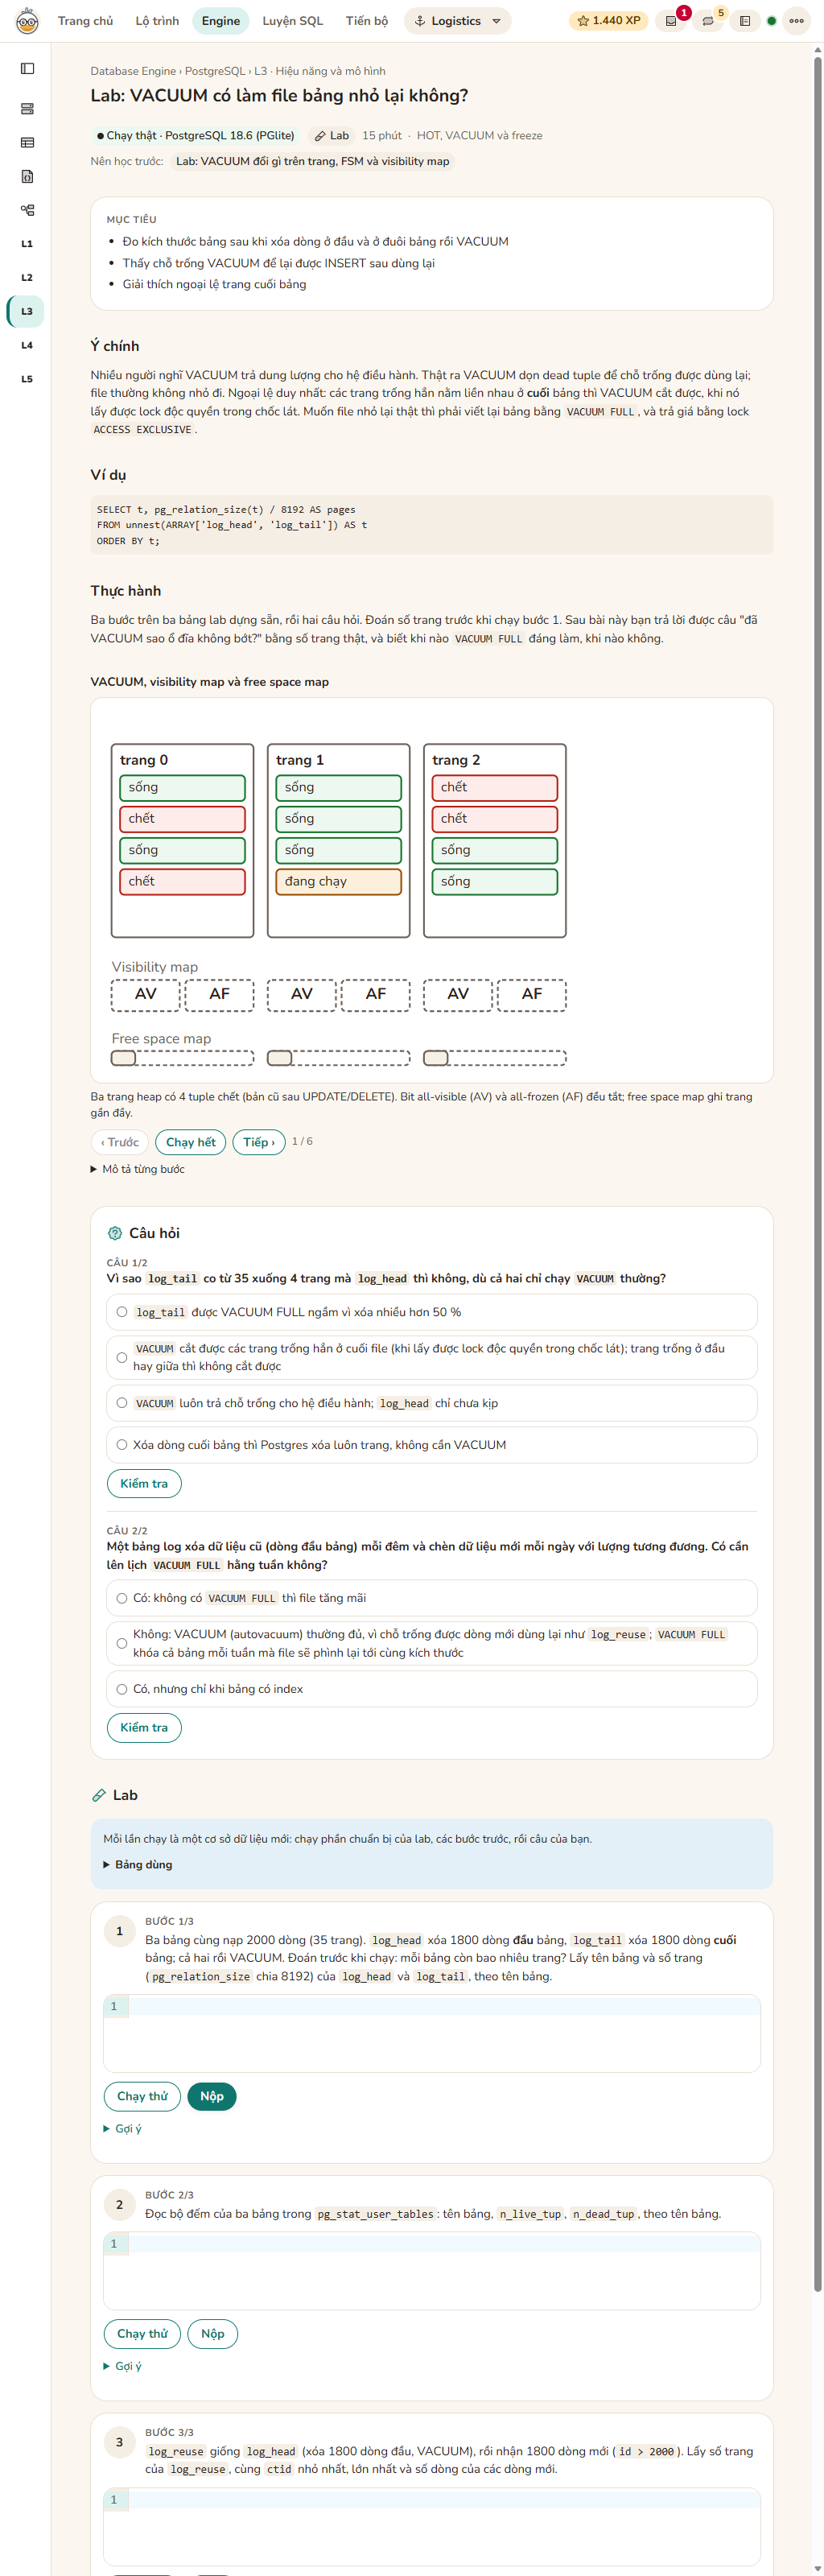 Trang chủ Lộ trình Engine Luyện SQL Tiến bộ Logistics 1.440 XP 1 5
L1
L2
L3
L4
L5
Database Engine › PostgreSQL › L3 · Hiệu năng và mô hình
Lab: VACUUM có làm file bảng nhỏ lại không?
Chạy thật · PostgreSQL 18.6 (PGlite) Lab 15 phút · HOT, VACUUM và freeze
Nên học trước: Lab: VACUUM đổi gì trên trang, FSM và visibility map
MỤC TIÊU
Đo kích thước bảng sau khi xóa dòng ở đầu và ở đuôi bảng rồi VACUUM
Thấy chỗ trống VACUUM để lại được INSERT sau dùng lại
Giải thích ngoại lệ trang cuối bảng
Ý chính
Nhiều người nghĩ VACUUM trả dung lượng cho hệ điều hành. Thật ra VACUUM dọn dead tuple để chỗ trống được dùng lại;
file thường không nhỏ đi. Ngoại lệ duy nhất: các trang trống hẳn nằm liền nhau ở cuối bảng thì VACUUM cắt được, khi nó
lấy được lock độc quyền trong chốc lát. Muốn file nhỏ lại thật thì phải viết lại bảng bằng VACUUM FULL, và trả giá bằng lock
ACCESS EXCLUSIVE.
Ví dụ
SELECT t, pg_relation_size(t) / 8192 AS pages
FROM unnest(ARRAY['log_head', 'log_tail']) AS t
ORDER BY t;
Thực hành
Ba bước trên ba bảng lab dựng sẵn, rồi hai câu hỏi. Đoán số trang trước khi chạy bước 1. Sau bài này bạn trả lời được câu "đã
VACUUM sao ổ đĩa không bớt?" bằng số trang thật, và biết khi nào VACUUM FULL đáng làm, khi nào không.
VACUUM, visibility map và free space map
trang 0 trang 1 trang 2
sống sống chết
chết sống chết
sống sống sống
chết đang chạy sống
Visibility map
AV AF AV AF AV AF
Free space map
Ba trang heap có 4 tuple chết (bản cũ sau UPDATE/DELETE). Bit all-visible (AV) và all-frozen (AF) đều tắt; free space map ghi trang
gần đầy.
‹ Trước Chạy hết Tiếp › 1 / 6
Mô tả từng bước
Câu hỏi
CÂU 1/2
Vì sao log_tail co từ 35 xuống 4 trang mà log_head thì không, dù cả hai chỉ chạy VACUUM thường?
log_tail được VACUUM FULL ngầm vì xóa nhiều hơn 50 %
VACUUM cắt được các trang trống hẳn ở cuối file (khi lấy được lock độc quyền trong chốc lát); trang trống ở đầu
hay giữa thì không cắt được
VACUUM luôn trả chỗ trống cho hệ điều hành; log_head chỉ chưa kịp
Xóa dòng cuối bảng thì Postgres xóa luôn trang, không cần VACUUM
Kiểm tra
CÂU 2/2
Một bảng log xóa dữ liệu cũ (dòng đầu bảng) mỗi đêm và chèn dữ liệu mới mỗi ngày với lượng tương đương. Có cần
lên lịch VACUUM FULL hằng tuần không?
Có: không có VACUUM FULL thì file tăng mãi
Không: VACUUM (autovacuum) thường đủ, vì chỗ trống được dòng mới dùng lại như log_reuse; VACUUM FULL
khóa cả bảng mỗi tuần mà file sẽ phình lại tới cùng kích thước
Có, nhưng chỉ khi bảng có index
Kiểm tra
Lab
Mỗi lần chạy là một cơ sở dữ liệu mới: chạy phần chuẩn bị của lab, các bước trước, rồi câu của bạn.
Bảng dùng
1 BƯỚC 1/3
Ba bảng cùng nạp 2000 dòng (35 trang). log_head xóa 1800 dòng đầu bảng, log_tail xóa 1800 dòng cuối
bảng; cả hai rồi VACUUM. Đoán trước khi chạy: mỗi bảng còn bao nhiêu trang? Lấy tên bảng và số trang
(pg_relation_size chia 8192) của log_head và log_tail, theo tên bảng.
1
Chạy thử Nộp
Gợi ý
2 BƯỚC 2/3
Đọc bộ đếm của ba bảng trong pg_stat_user_tables: tên bảng, n_live_tup, n_dead_tup, theo tên bảng.
1
Chạy thử Nộp
Gợi ý
3 BƯỚC 3/3
log_reuse giống log_head (xóa 1800 dòng đầu, VACUUM), rồi nhận 1800 dòng mới (id > 2000). Lấy số trang
của log_reuse, cùng ctid nhỏ nhất, lớn nhất và số dòng của các dòng mới.
1